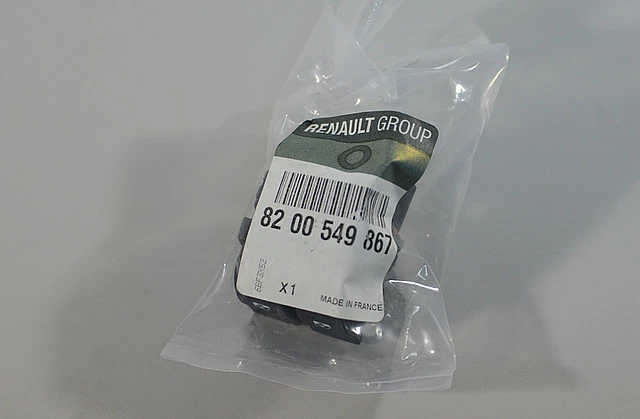 RENAULT GROUP
82 00 549 867
X1
MADE IN FRANCE